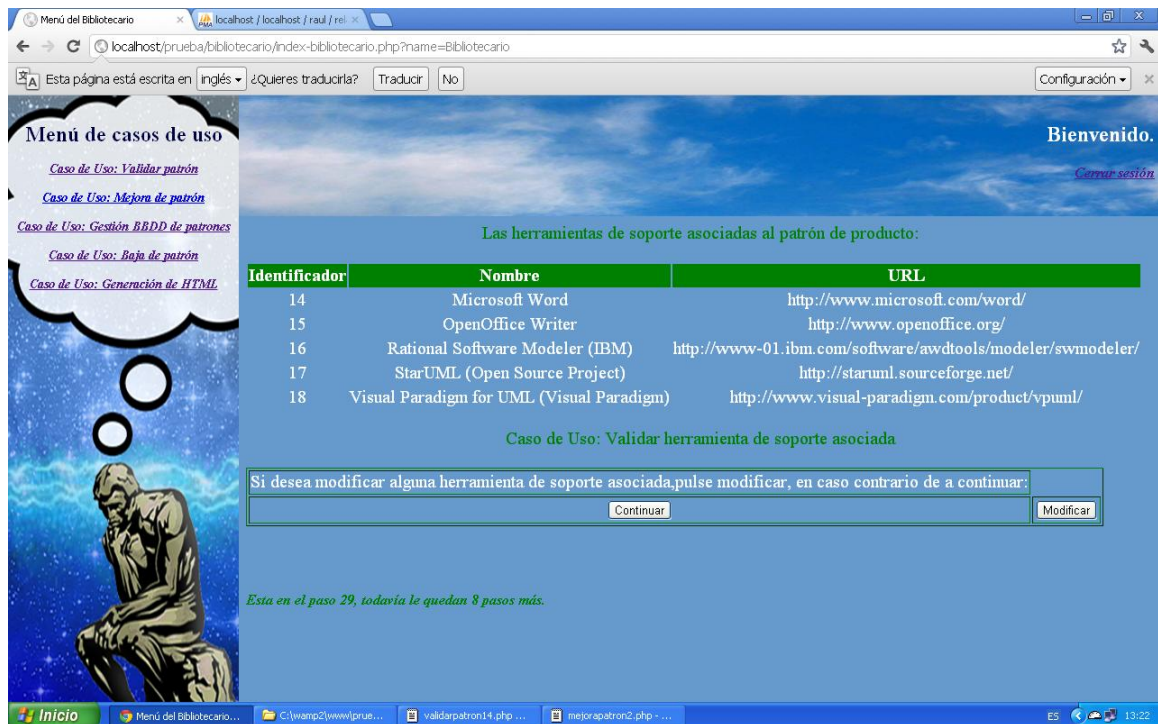 Menú del Bibliotecario
localhost / localhost / raul / rel
localhost/prueba/bibliotecario/index-bibliotecario.php?name=Bibliotecario
Esta página está escrita en inglés ¿Quieres traducirla? Traducir No Configuración
Menú de casos de uso
Caso de Uso: Validar patrón
Caso de Uso: Mejora de patrón
Caso de Uso: Gestión BBDD de patrones
Caso de Uso: Baja de patrón
Caso de Uso: Generación de HTML
Bienvenido.
Cerrar sesión
Las herramientas de soporte asociadas al patrón de producto:
Identificador Nombre URL
14 Microsoft Word http://www.microsoft.com/word/
15 OpenOffice Writer http://www.openoffice.org/
16 Rational Software Modeler (IBM) http://www-01.ibm.com/software/awdtools/modeler/swmodeler/
17 StarUML (Open Source Project) http://staruml.sourceforge.net/
18 Visual Paradigm for UML (Visual Paradigm) http://www.visual-paradigm.com/product/vpuml/
Caso de Uso: Validar herramienta de soporte asociada
Si desea modificar alguna herramienta de soporte asociada,pulse modificar, en caso contrario de a continuar:
Continuar Modificar
Esta en el paso 29, todavía le quedan 8 pasos más.
Inicio Menú del Bibliotecario... C:\wamp2\www\prue... validarpatron14.php ... mejorapatron2.php - ... ES 13:22